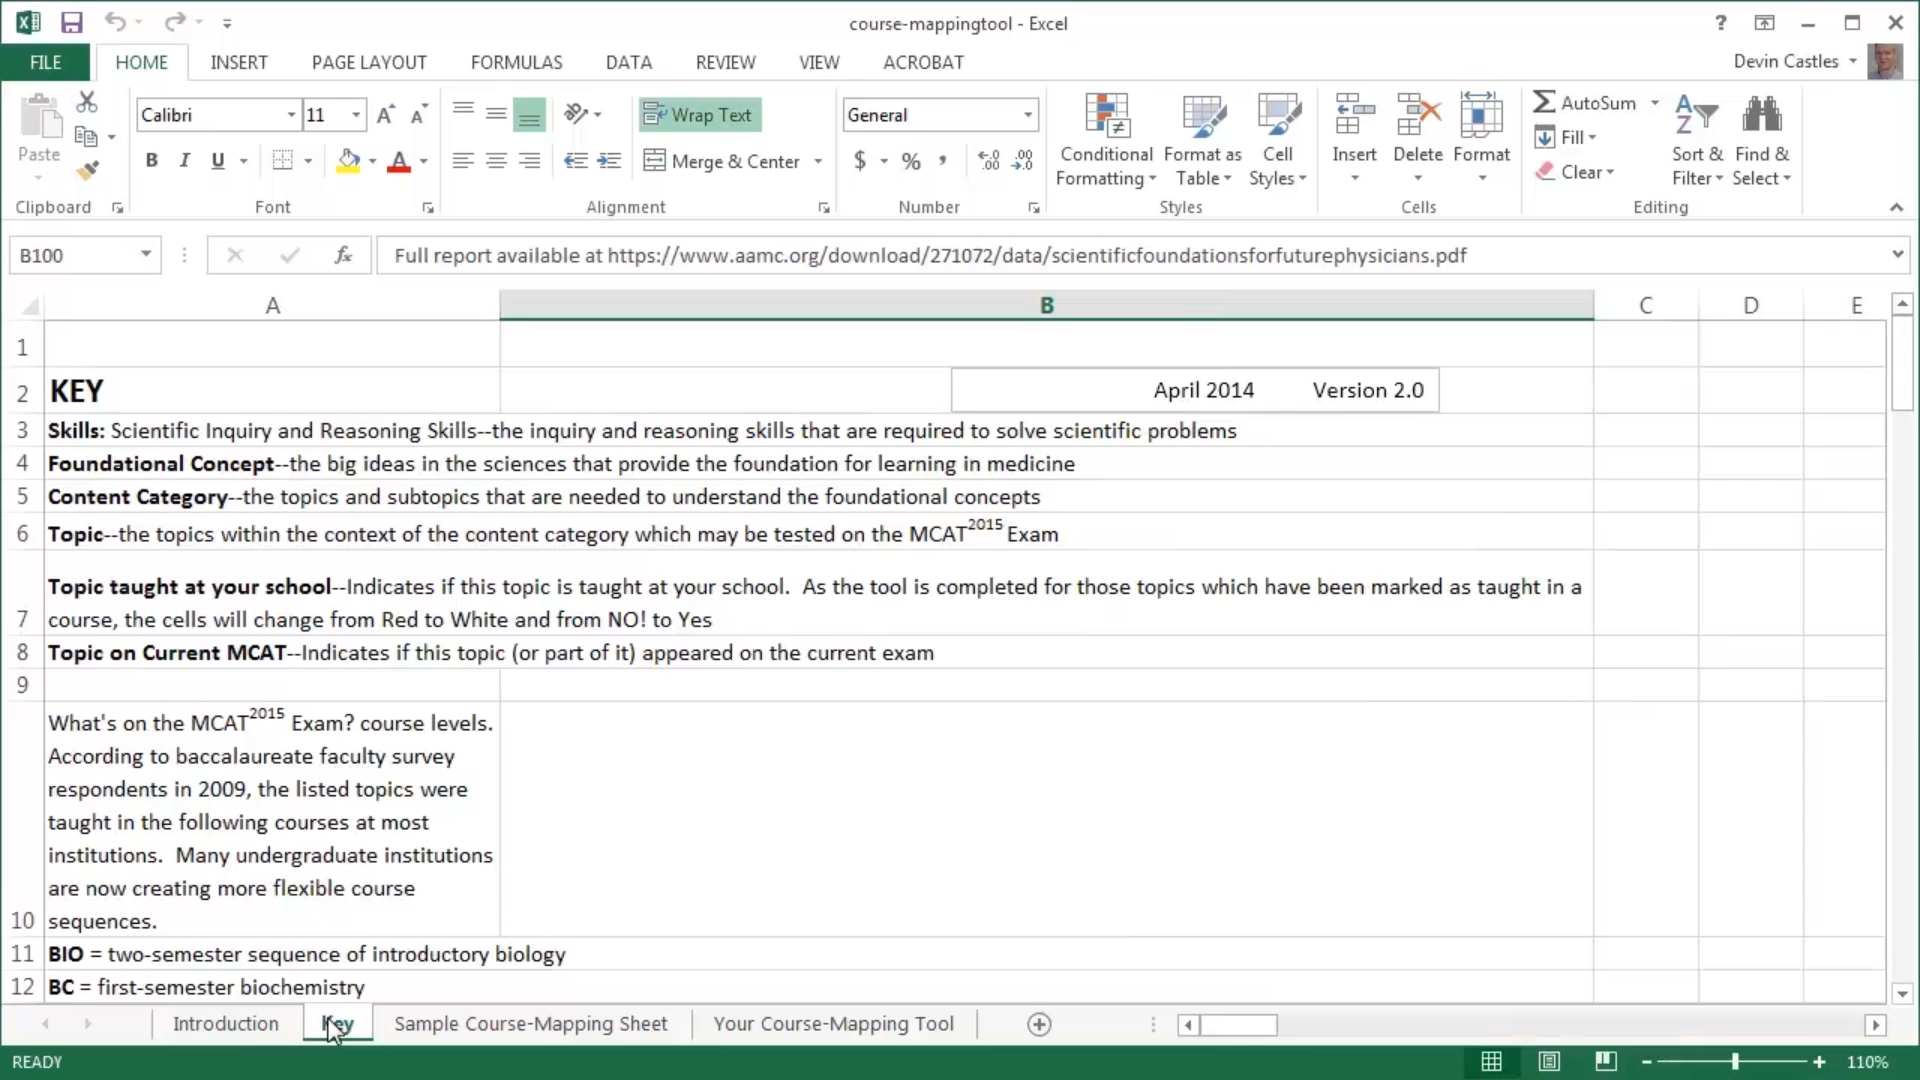 course-mappingtool - Excel
?
FILE HOME INSERT PAGE LAYOUT FORMULAS DATA REVIEW VIEW ACROBAT Devin Castles
Calibri 11 Wrap Text General AutoSum
Fill
Paste B I U A Merge & Center $ % , Conditional Formatting Format as Table Cell Styles Insert Delete Format Clear Sort & Filter Find & Select
Clipboard Font Alignment Number Styles Cells Editing
B100 fx Full report available at https://www.aamc.org/download/271072/data/scientificfoundationsforfuturephysicians.pdf
A B C D E
1
2 KEY April 2014 Version 2.0
3 Skills: Scientific Inquiry and Reasoning Skills--the inquiry and reasoning skills that are required to solve scientific problems
4 Foundational Concept--the big ideas in the sciences that provide the foundation for learning in medicine
5 Content Category--the topics and subtopics that are needed to understand the foundational concepts
6 Topic--the topics within the context of the content category which may be tested on the MCAT2015 Exam
Topic taught at your school--Indicates if this topic is taught at your school. As the tool is completed for those topics which have been marked as taught in a
7 course, the cells will change from Red to White and from NO! to Yes
8 Topic on Current MCAT--Indicates if this topic (or part of it) appeared on the current exam
9
What's on the MCAT2015 Exam? course levels.
According to baccalaureate faculty survey
respondents in 2009, the listed topics were
taught in the following courses at most
institutions. Many undergraduate institutions
are now creating more flexible course
10 sequences.
11 BIO = two-semester sequence of introductory biology
12 BC = first-semester biochemistry
Introduction Key Sample Course-Mapping Sheet Your Course-Mapping Tool
READY 110%